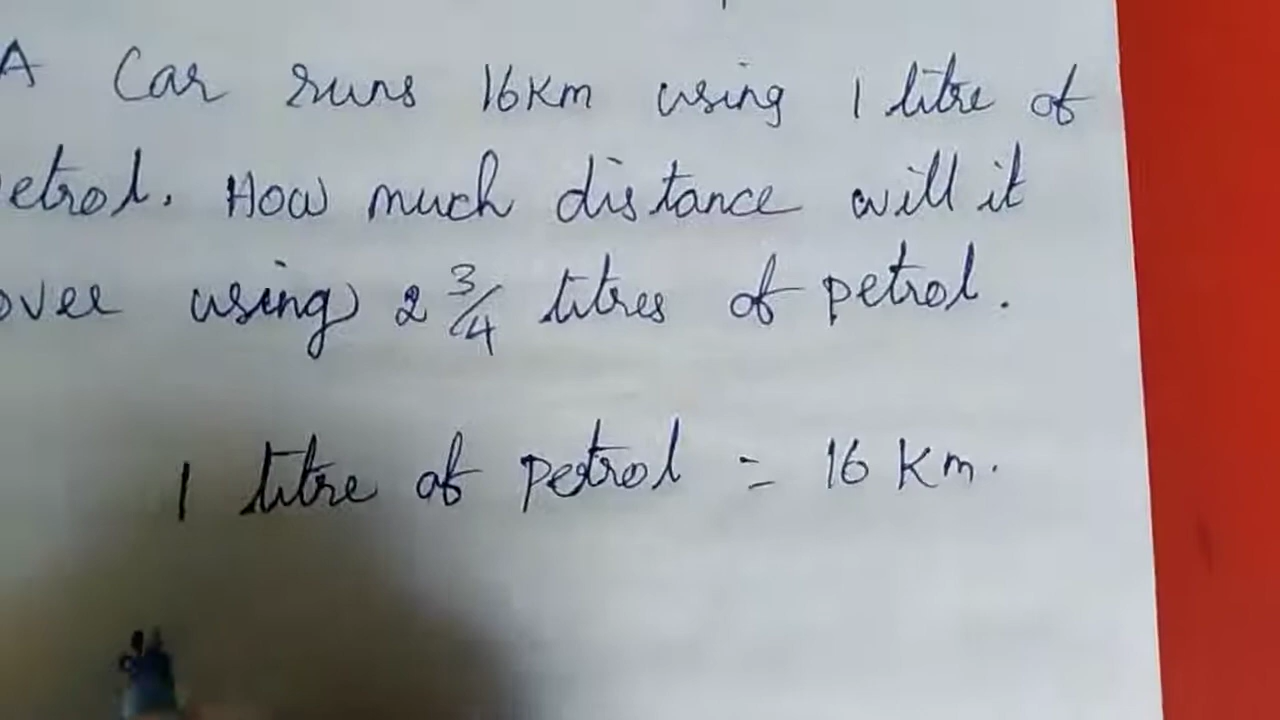 A Car runs 16km using 1 litre of
etrol. How much distance will it
over using 2 3/4 litres of petrol.
1 litre of petrol = 16 km.